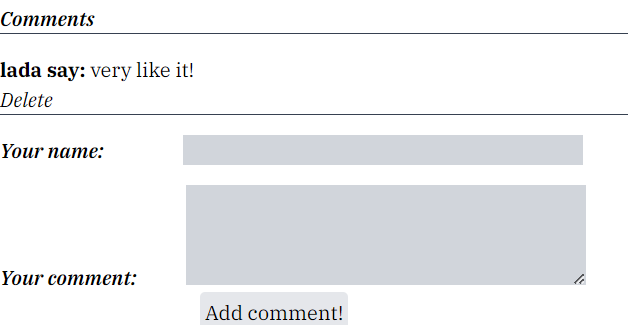 Comments
lada say: very like it!
Delete
Your name:
Your comment:
Add comment!